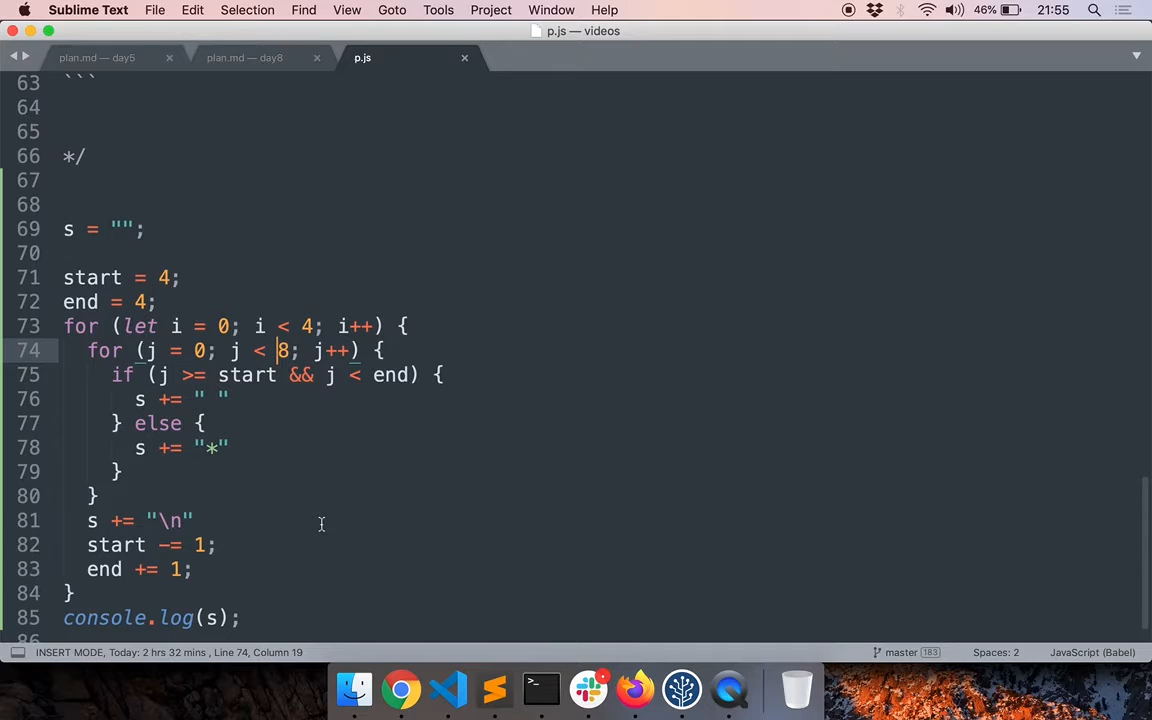 Sublime Text File Edit Selection Find View Goto Tools Project Window Help 46% 21:55
p.js — videos
plan.md — day5 plan.md — day8 p.js
63 ```
64
65
66 */
67
68
69 s = "";
70
71 start = 4;
72 end = 4;
73 for (let i = 0; i < 4; i++) {
74 for (j = 0; j < 8; j++) {
75 if (j >= start && j < end) {
76 s += " "
77 } else {
78 s += "*"
79 }
80 }
81 s += "\n"
82 start -= 1;
83 end += 1;
84 }
85 console.log(s);
86
INSERT MODE, Today: 2 hrs 32 mins , Line 74, Column 19 master 183 Spaces: 2 JavaScript (Babel)